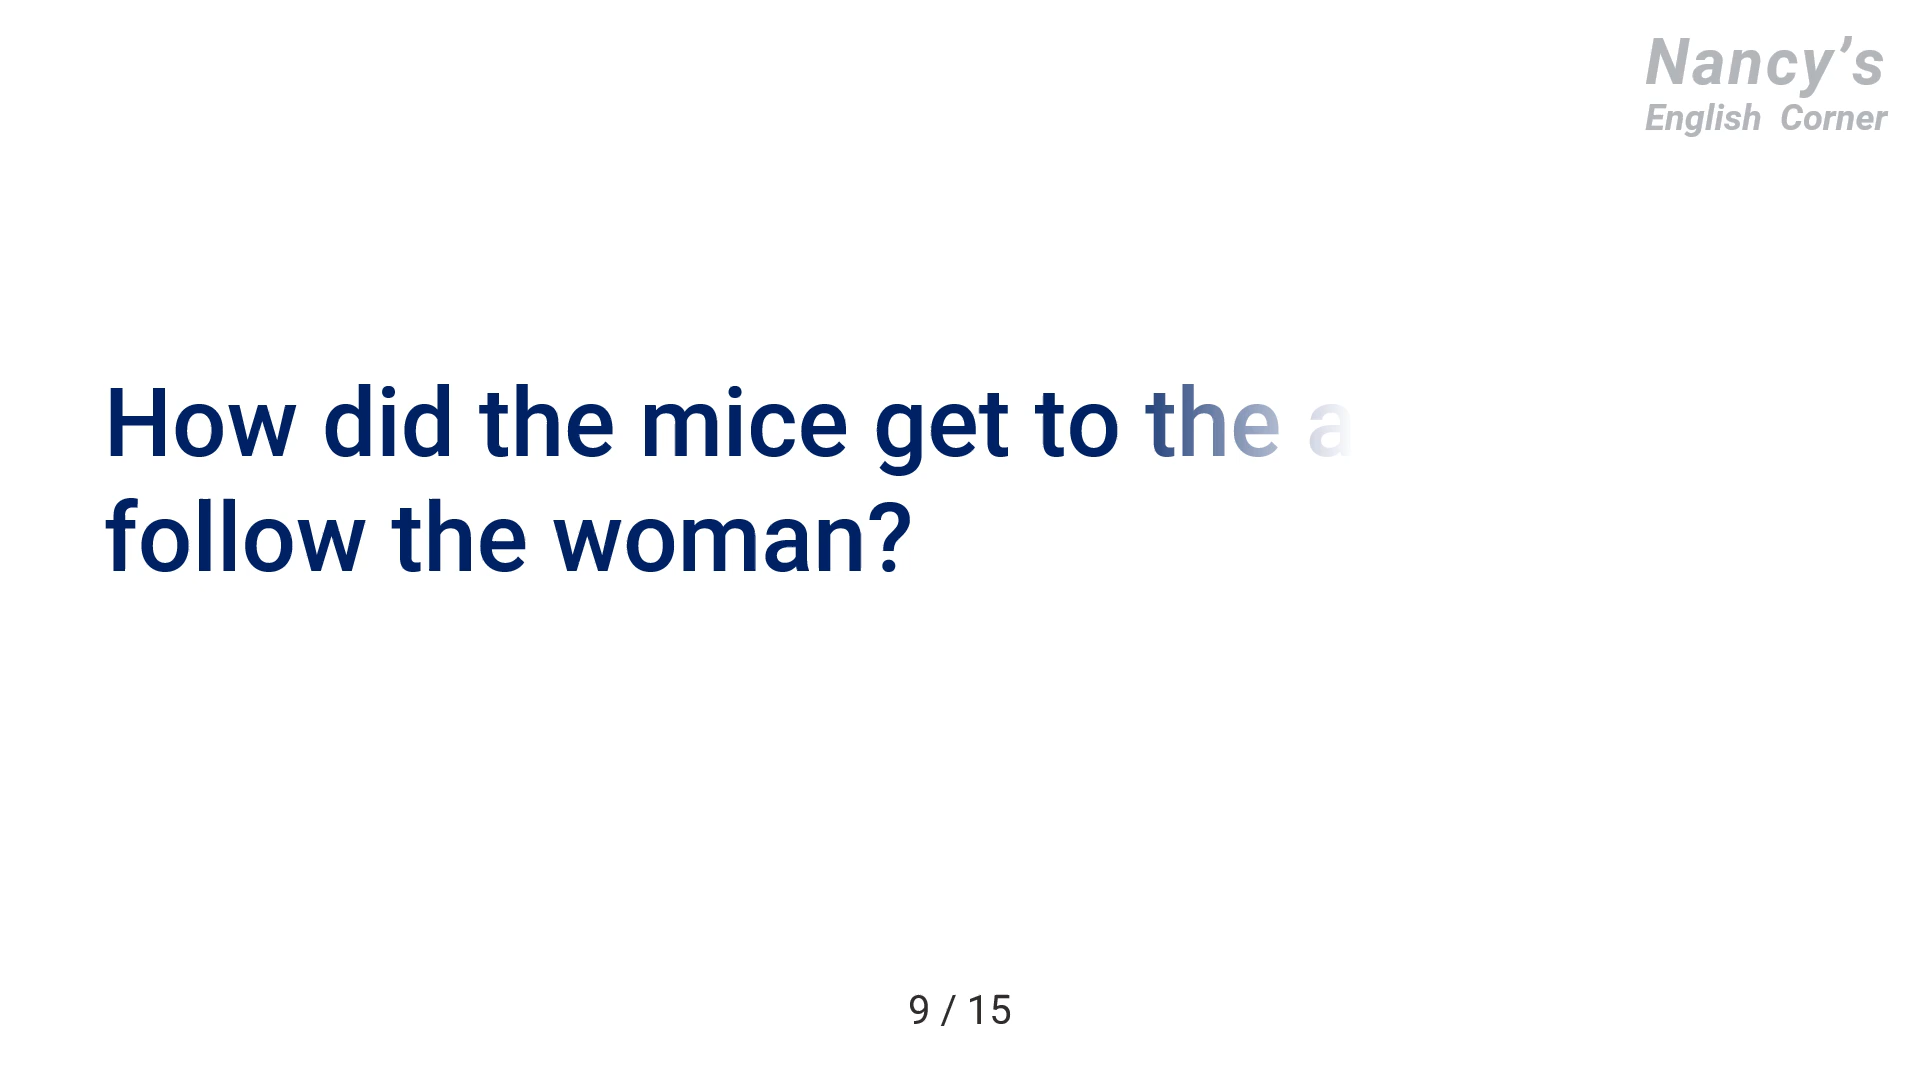 Nancy’s
English Corner
How did the mice get to the
follow the woman?
9 / 15